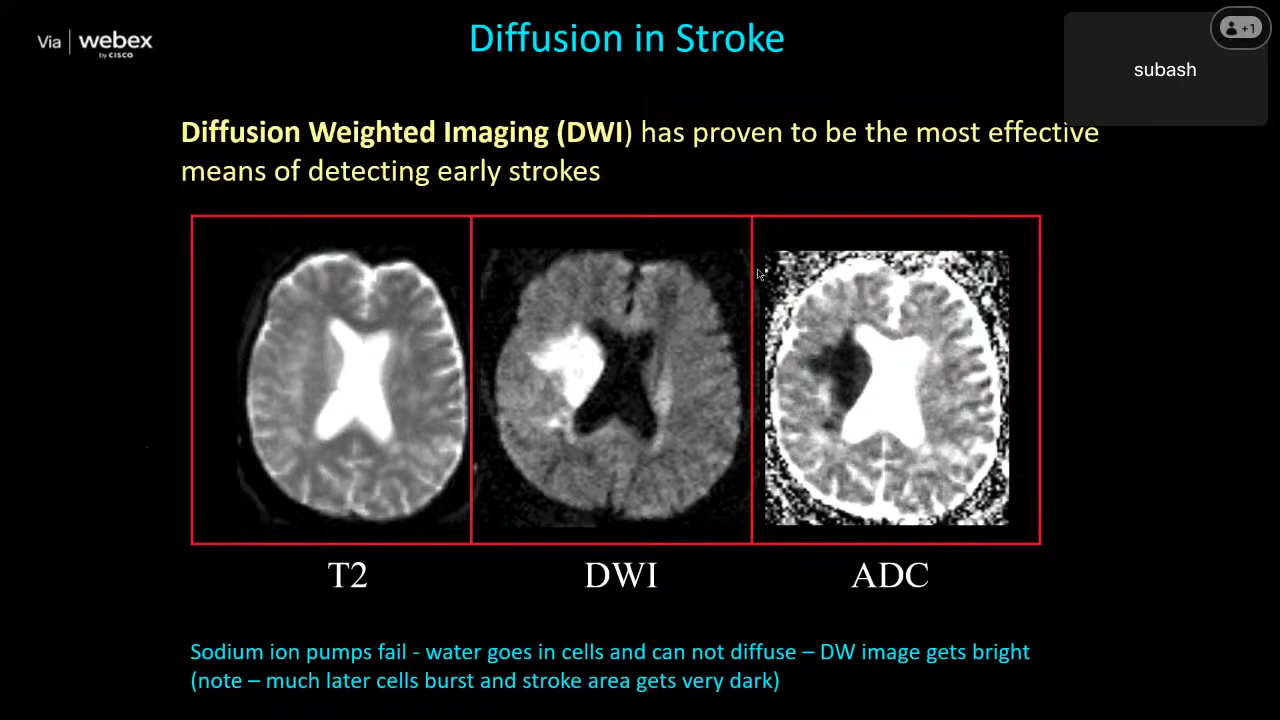 Via | webex
by CISCO
Diffusion in Stroke
+1
subash
Diffusion Weighted Imaging (DWI) has proven to be the most effective
means of detecting early strokes
T2
DWI
ADC
Sodium ion pumps fail - water goes in cells and can not diffuse – DW image gets bright
(note – much later cells burst and stroke area gets very dark)